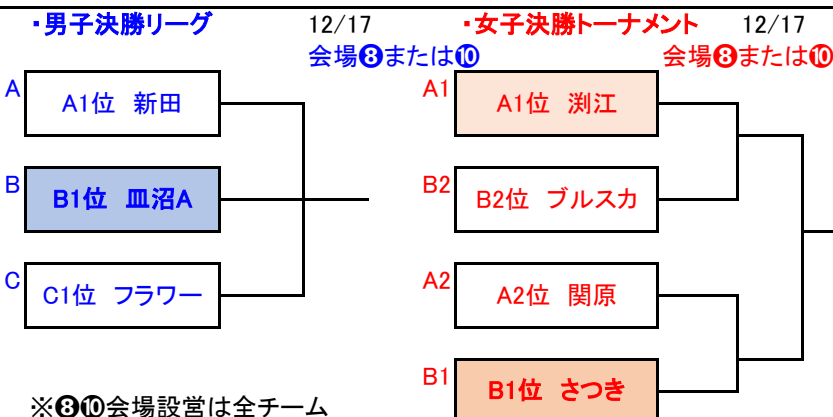 ・男子決勝リーグ 12/17
会場❽または❿
A A1位 新田
B B1位 皿沼A
C C1位 フラワー
※❽❿会場設営は全チーム
・女子決勝トーナメント 12/17
会場❽または❿
A1 A1位 渕江
B2 B2位 ブルスカ
A2 A2位 関原
B1 B1位 さつき